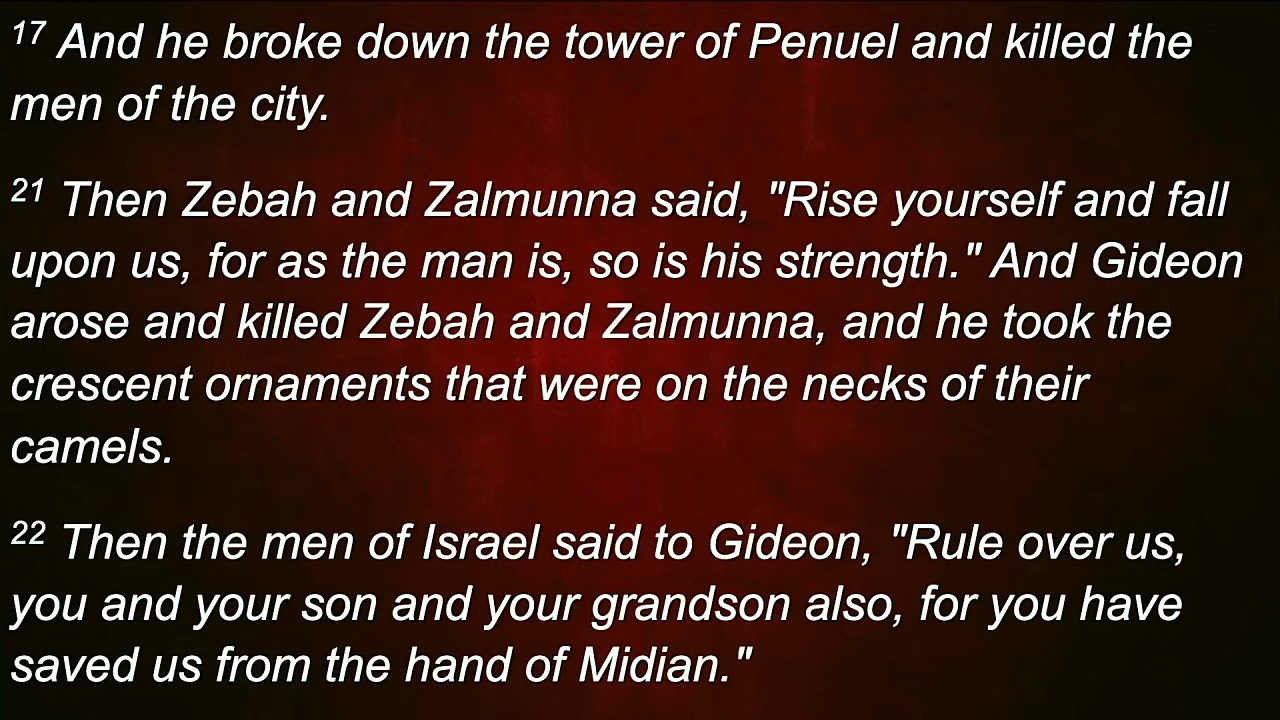 17 And he broke down the tower of Penuel and killed the
men of the city.
21 Then Zebah and Zalmunna said, "Rise yourself and fall
upon us, for as the man is, so is his strength." And Gideon
arose and killed Zebah and Zalmunna, and he took the
crescent ornaments that were on the necks of their
camels.
22 Then the men of Israel said to Gideon, "Rule over us,
you and your son and your grandson also, for you have
saved us from the hand of Midian."